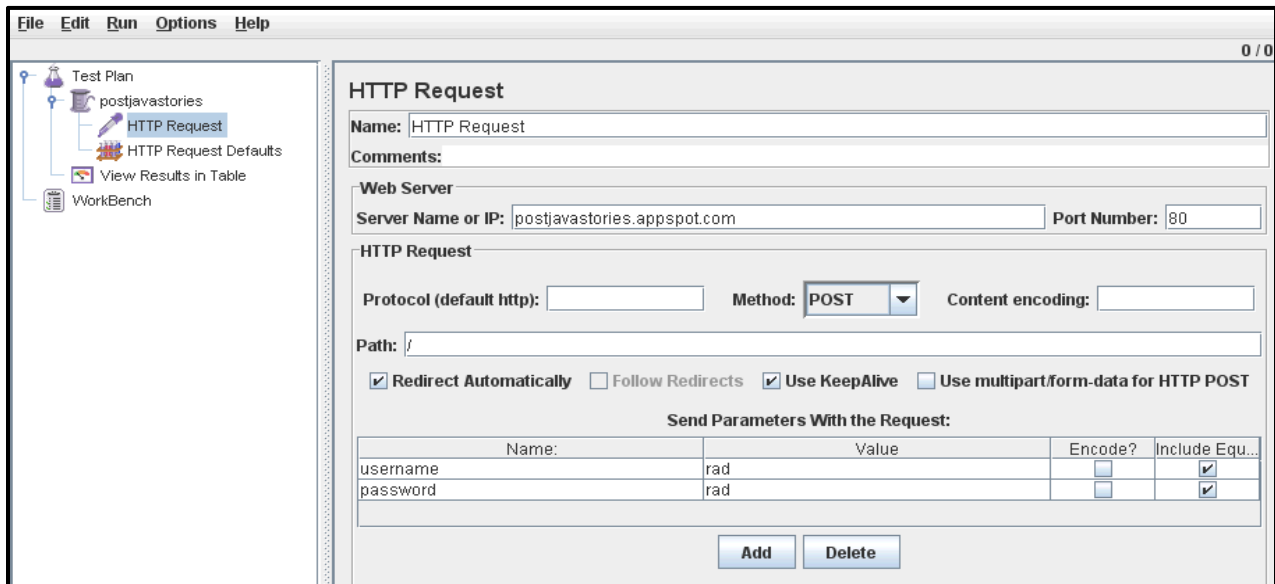 File Edit Run Options Help
0 / 0
Test Plan
postjavastories
HTTP Request
HTTP Request Defaults
View Results in Table
WorkBench
HTTP Request
Name: HTTP Request
Comments:
Web Server
Server Name or IP: postjavastories.appspot.com Port Number: 80
HTTP Request
Protocol (default http): Method: POST Content encoding:
Path: /
Redirect Automatically Follow Redirects Use KeepAlive Use multipart/form-data for HTTP POST
Send Parameters With the Request:
Name: Value Encode? Include Equ...
username rad
password rad
Add Delete